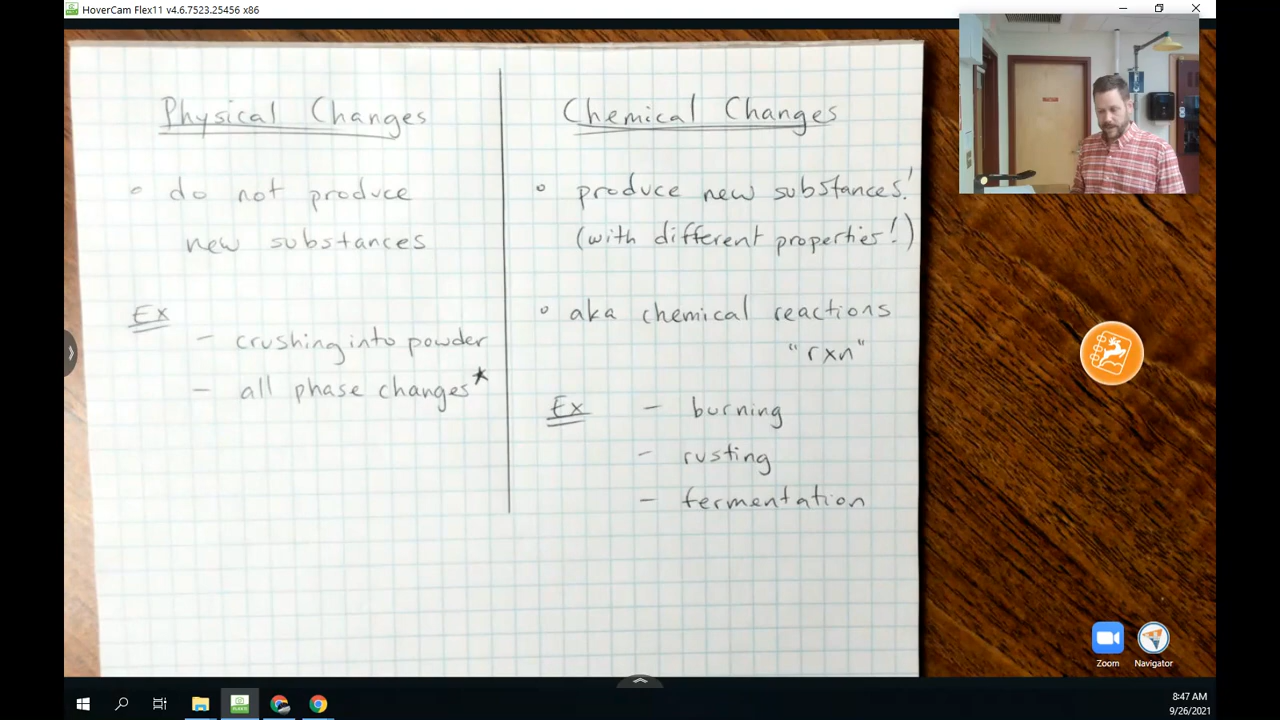 HoverCam Flex11 v4.6.7523.25456 x86
Physical Changes
° do not produce
new substances
Ex
- crushing into powder
- all phase changes*
Chemical Changes
° produce new substances!
(with different properties!)
° aka chemical reactions
"rxn"
Ex - burning
- rusting
- fermentation
Zoom
Navigator
8:47 AM
9/26/2021